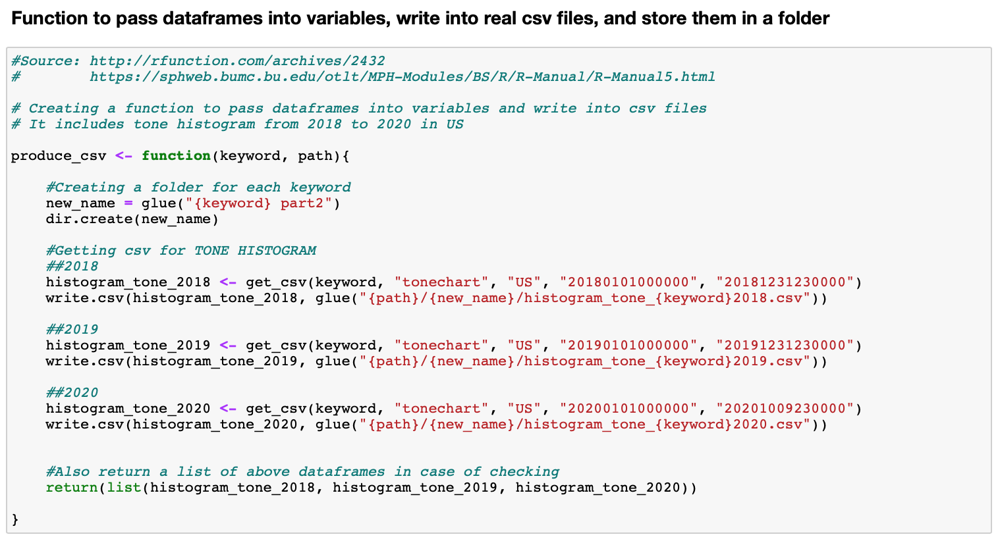 Function to pass dataframes into variables, write into real csv files, and store them in a folder
#Source: http://rfunction.com/archives/2432
#        https://sphweb.bumc.bu.edu/otlt/MPH-Modules/BS/R/R-Manual/R-Manual5.html
# Creating a function to pass dataframes into variables and write into csv files
# It includes tone histogram from 2018 to 2020 in US
produce_csv <- function(keyword, path){
    #Creating a folder for each keyword
    new_name = glue("{keyword} part2")
    dir.create(new_name)
    #Getting csv for TONE HISTOGRAM
    ##2018
    histogram_tone_2018 <- get_csv(keyword, "tonechart", "US", "20180101000000", "20181231230000")
    write.csv(histogram_tone_2018, glue("{path}/{new_name}/histogram_tone_{keyword}2018.csv"))
    ##2019
    histogram_tone_2019 <- get_csv(keyword, "tonechart", "US", "20190101000000", "20191231230000")
    write.csv(histogram_tone_2019, glue("{path}/{new_name}/histogram_tone_{keyword}2019.csv"))
    ##2020
    histogram_tone_2020 <- get_csv(keyword, "tonechart", "US", "20200101000000", "20201009230000")
    write.csv(histogram_tone_2020, glue("{path}/{new_name}/histogram_tone_{keyword}2020.csv"))
    #Also return a list of above dataframes in case of checking
    return(list(histogram_tone_2018, histogram_tone_2019, histogram_tone_2020))
}